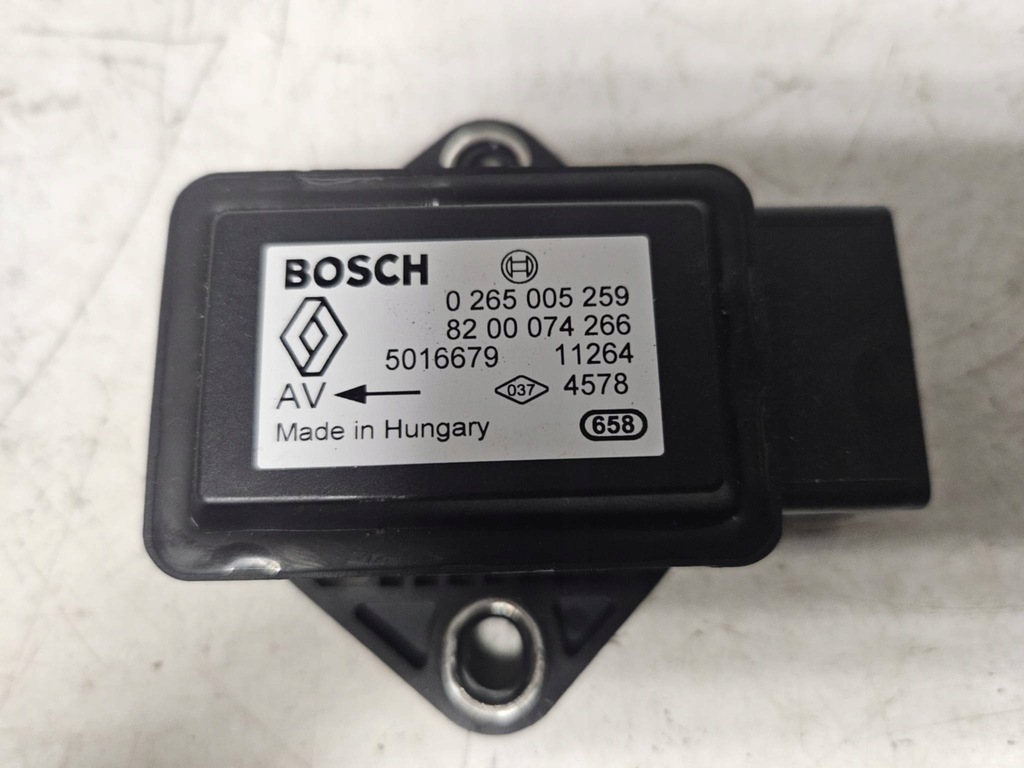 BOSCH
0 265 005 259
82 00 074 266
5016679 11264
AV 037 4578
Made in Hungary 658